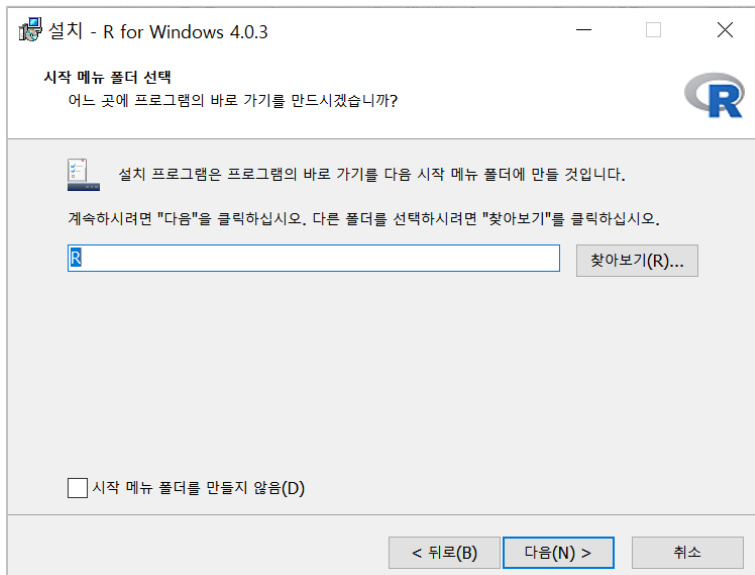 설치 - R for Windows 4.0.3
시작 메뉴 폴더 선택
어느 곳에 프로그램의 바로 가기를 만드시겠습니까?
R
설치 프로그램은 프로그램의 바로 가기를 다음 시작 메뉴 폴더에 만들 것입니다.
계속하시려면 "다음"을 클릭하십시오. 다른 폴더를 선택하시려면 "찾아보기"를 클릭하십시오.
R
찾아보기(R)...
시작 메뉴 폴더를 만들지 않음(D)
< 뒤로(B)
다음(N) >
취소